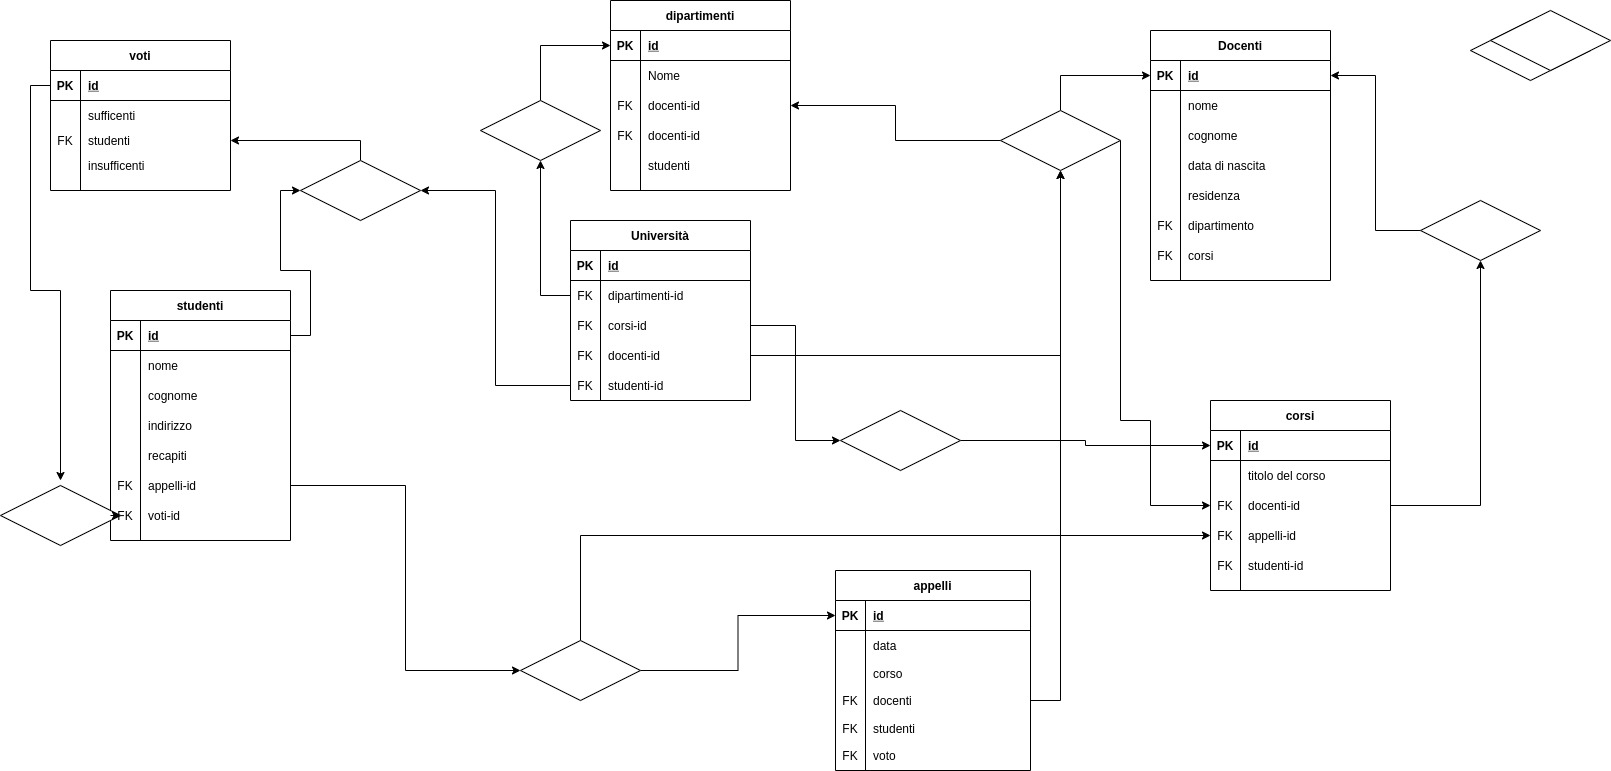 dipartimenti
PK id
Nome
FK docenti-id
FK docenti-id
studenti
voti
PK id
sufficenti
FK studenti
insufficenti
Docenti
PK id
nome
cognome
data di nascita
residenza
FK dipartimento
FK corsi
Università
PK id
FK dipartimenti-id
FK corsi-id
FK docenti-id
FK studenti-id
studenti
PK id
nome
cognome
indirizzo
recapiti
FK appelli-id
FK voti-id
corsi
PK id
titolo del corso
FK docenti-id
FK appelli-id
FK studenti-id
appelli
PK id
data
corso
FK docenti
FK studenti
FK voto